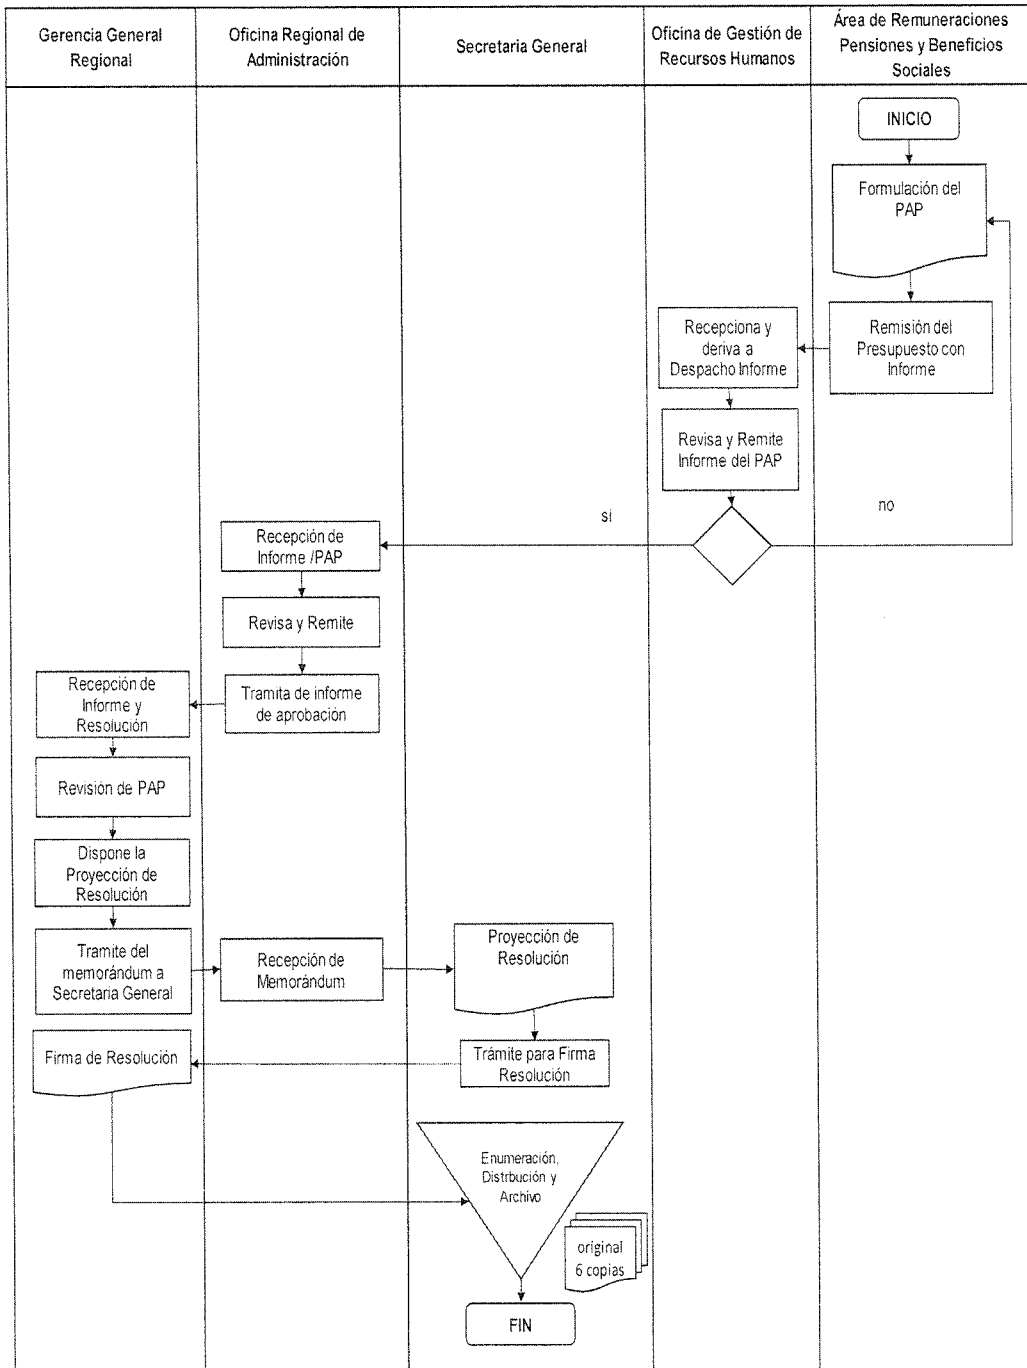 Gerencia General
Regional
Oficina Regional de
Administración
Secretaria General
Oficina de Gestión de
Recursos Humanos
Área de Remuneraciones
Pensiones y Beneficios
Sociales
INICIO
Formulación del
PAP
Remisión del
Presupuesto con
Informe
Recepciona y
deriva a
Despacho Informe
Revisa y Remite
Informe del PAP
si
no
Recepción de
Informe /PAP
Revisa y Remite
Tramita de informe
de aprobación
Recepción de
Informe y
Resolución
Revisión de PAP
Dispone la
Proyección de
Resolución
Tramite del
memorándum a
Secretaria General
Recepción de
Memorándum
Proyección de
Resolución
Trámite para Firma
Resolución
Firma de Resolución
Enumeración,
Distrbución y
Archivo
original
6 copias
FIN